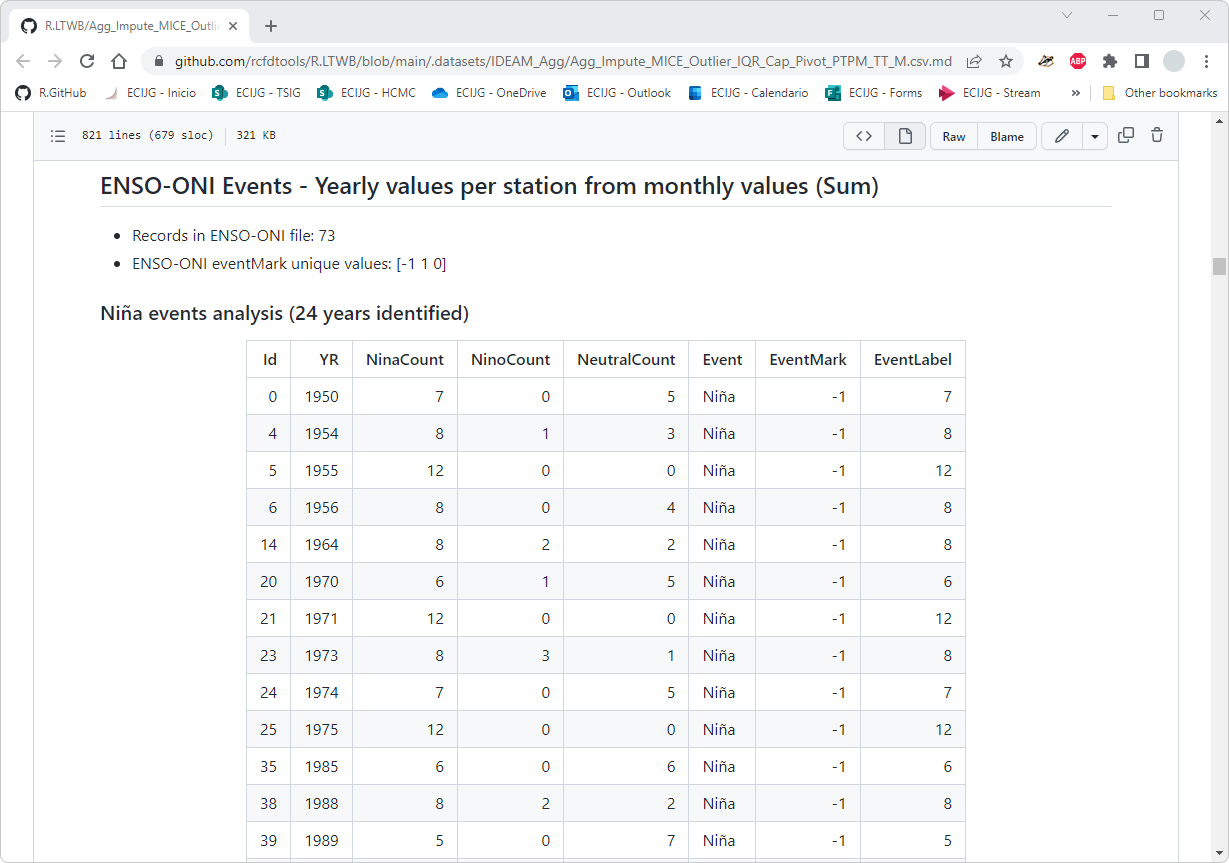 R.LTWB/Agg_Impute_MICE_Outli
github.com/rcfdtools/R.LTWB/blob/main/.datasets/IDEAM_Agg/Agg_Impute_MICE_Outlier_IQR_Cap_Pivot_PTPM_TT_M.csv.md
ABP
R.GitHub ECIJG - Inicio ECIJG - TSIG ECIJG - HCMC ECIJG - OneDrive ECIJG - Outlook ECIJG - Calendario ECIJG - Forms ECIJG - Stream » Other bookmarks
821 lines (679 sloc) 321 KB <> Raw Blame
ENSO-ONI Events - Yearly values per station from monthly values (Sum)
• Records in ENSO-ONI file: 73
• ENSO-ONI eventMark unique values: [-1 1 0]
Niña events analysis (24 years identified)
Id YR NinaCount NinoCount NeutralCount Event EventMark EventLabel
0 1950 7 0 5 Niña -1 7
4 1954 8 1 3 Niña -1 8
5 1955 12 0 0 Niña -1 12
6 1956 8 0 4 Niña -1 8
14 1964 8 2 2 Niña -1 8
20 1970 6 1 5 Niña -1 6
21 1971 12 0 0 Niña -1 12
23 1973 8 3 1 Niña -1 8
24 1974 7 0 5 Niña -1 7
25 1975 12 0 0 Niña -1 12
35 1985 6 0 6 Niña -1 6
38 1988 8 2 2 Niña -1 8
39 1989 5 0 7 Niña -1 5